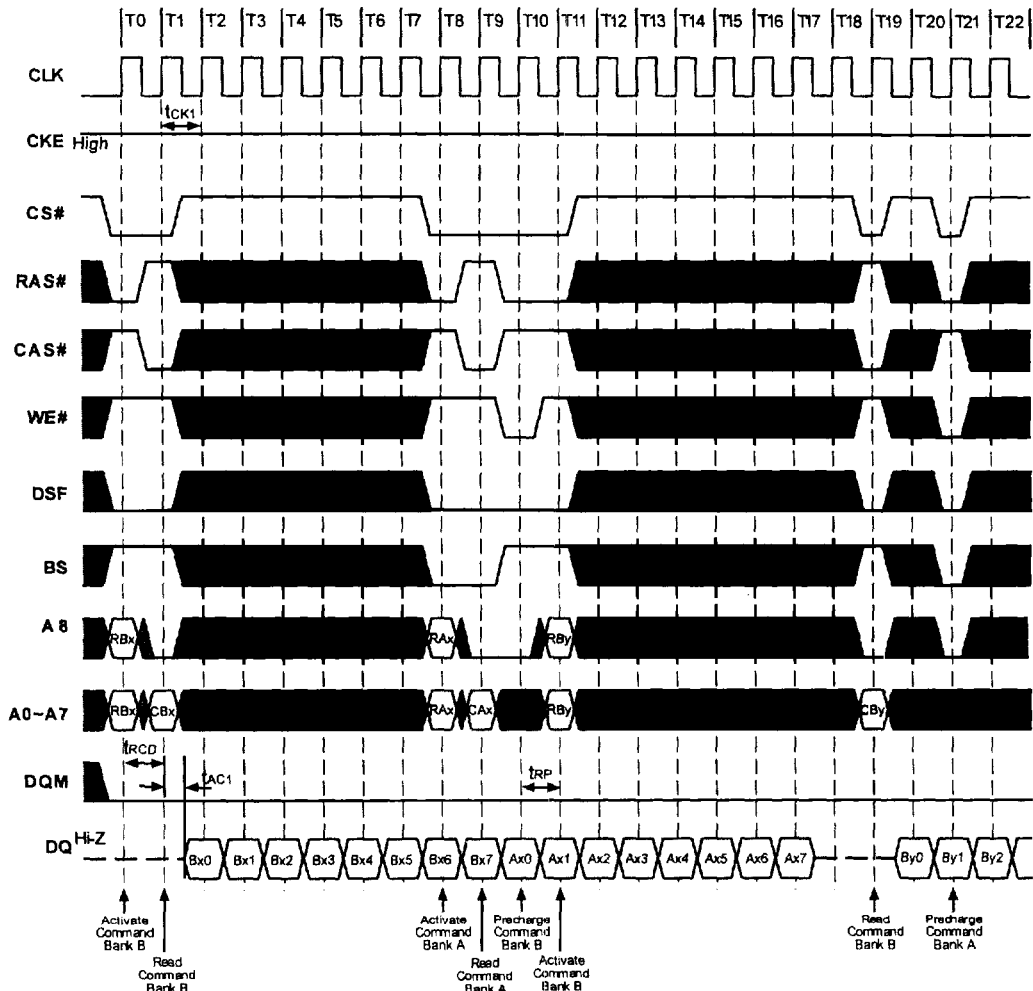 T0 T1 T2 T3 T4 T5 T6 T7 T8 T9 T10 T11 T12 T13 T14 T15 T16 T17 T18 T19 T20 T21 T22
CLK
tCK1
CKE High
CS#
RAS#
CAS#
WE#
DSF
BS
A8 RBx RAx RBy
A0~A7 RBx CBx RAx CAx RBy CBy
tRCD tAC1 tRP
DQM
Hi-Z
DQ Bx0 Bx1 Bx2 Bx3 Bx4 Bx5 Bx6 Bx7 Ax0 Ax1 Ax2 Ax3 Ax4 Ax5 Ax6 Ax7 By0 By1 By2
Activate
Command
Bank B
Read
Command
Bank B
Activate
Command
Bank A
Read
Command
Bank A
Precharge
Command
Bank B
Activate
Command
Bank B
Read
Command
Bank B
Precharge
Command
Bank A